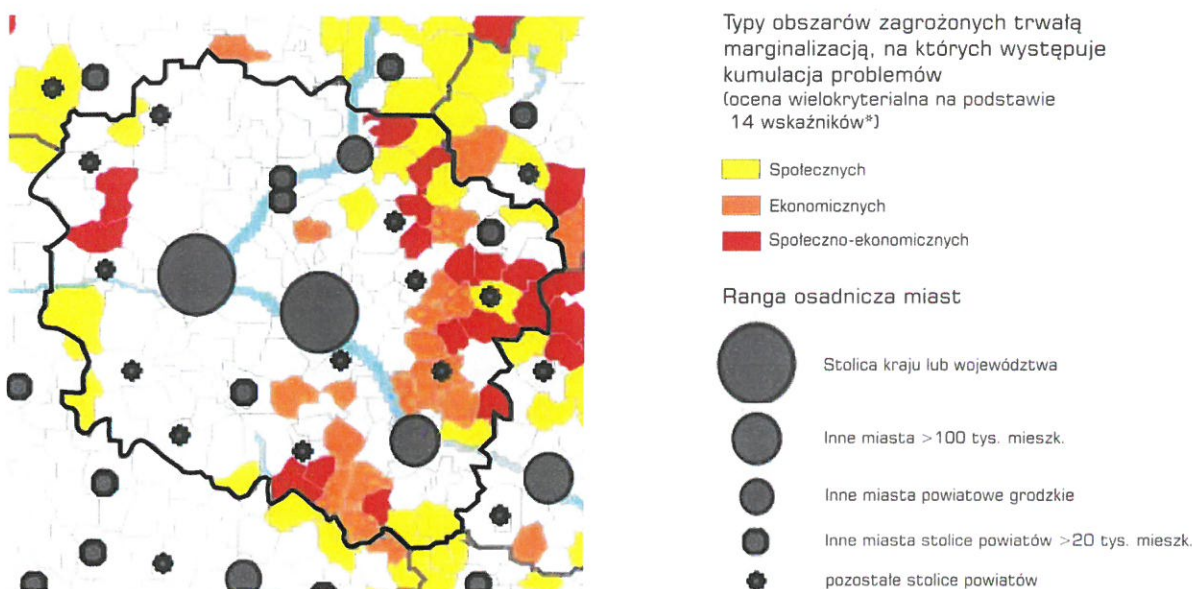 Typy obszarów zagrożonych trwałą
marginalizacją, na których występuje
kumulacja problemów
(ocena wielokryterialna na podstawie
14 wskaźników*)
Społecznych
Ekonomicznych
Społeczno-ekonomicznych
Ranga osadnicza miast
Stolica kraju lub województwa
Inne miasta >100 tys. mieszk.
Inne miasta powiatowe grodzkie
Inne miasta stolice powiatów >20 tys. mieszk.
pozostałe stolice powiatów